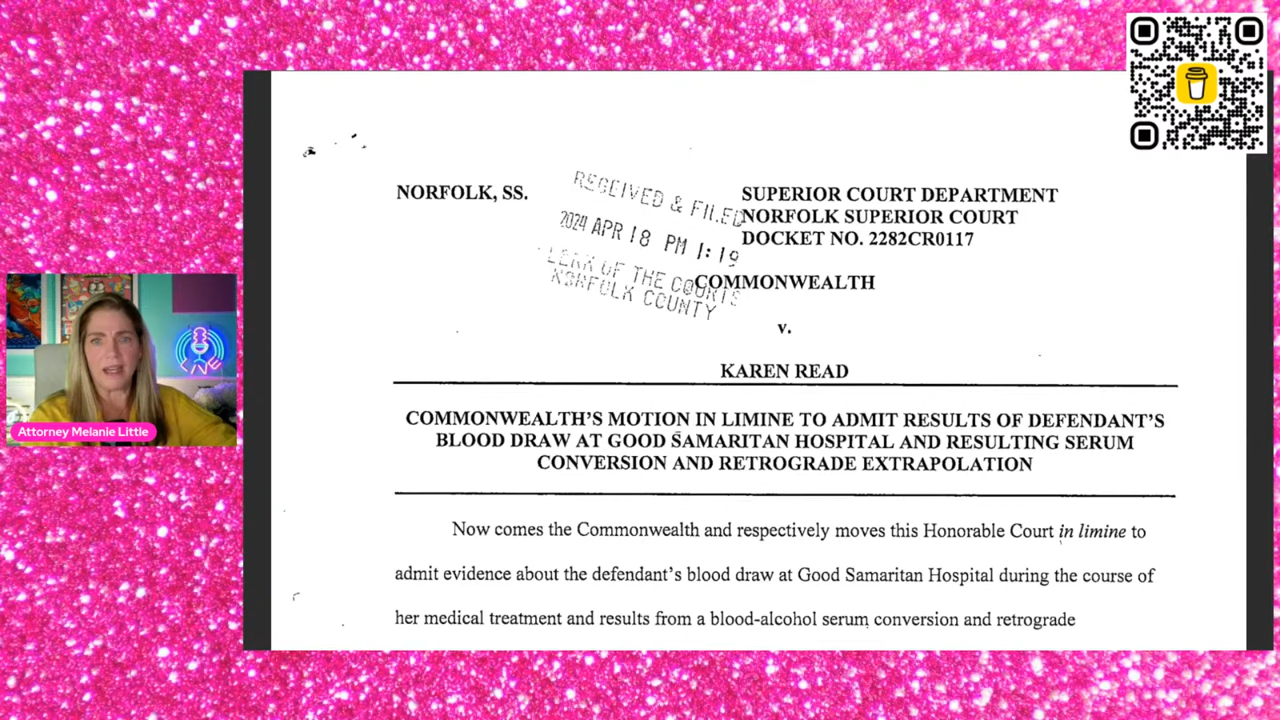 NORFOLK, SS.
RECEIVED & FILED
2024 APR 18 PM 1:19
CLERK OF THE COURTS
NORFOLK COUNTY
SUPERIOR COURT DEPARTMENT
NORFOLK SUPERIOR COURT
DOCKET NO. 2282CR0117
COMMONWEALTH
v.
KAREN READ
COMMONWEALTH'S MOTION IN LIMINE TO ADMIT RESULTS OF DEFENDANT'S
BLOOD DRAW AT GOOD SAMARITAN HOSPITAL AND RESULTING SERUM
CONVERSION AND RETROGRADE EXTRAPOLATION
Now comes the Commonwealth and respectively moves this Honorable Court in limine to
admit evidence about the defendant's blood draw at Good Samaritan Hospital during the course of
her medical treatment and results from a blood-alcohol serum conversion and retrograde
LIVE
Attorney Melanie Little